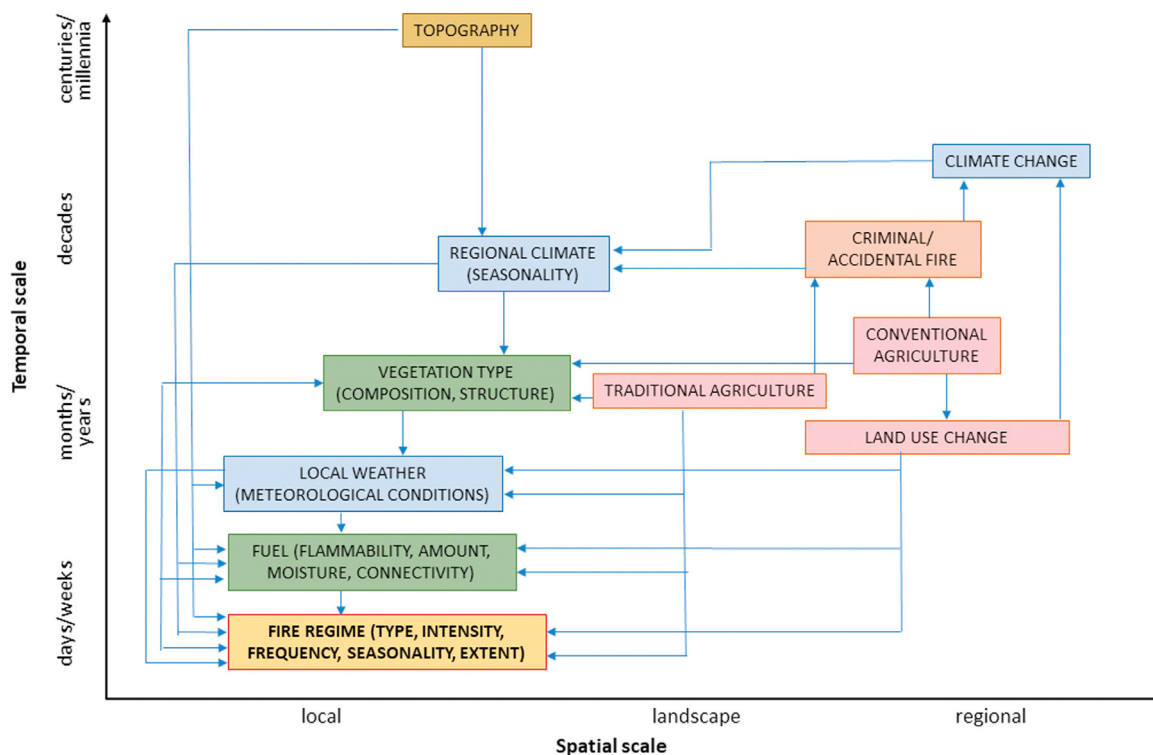 centuries/
millennia
TOPOGRAPHY
CLIMATE CHANGE
decades
REGIONAL CLIMATE
(SEASONALITY)
CRIMINAL/
ACCIDENTAL FIRE
CONVENTIONAL
AGRICULTURE
Temporal scale
VEGETATION TYPE
(COMPOSITION, STRUCTURE)
TRADITIONAL AGRICULTURE
months/
years
LAND USE CHANGE
LOCAL WEATHER
(METEOROLOGICAL CONDITIONS)
FUEL (FLAMMABILITY, AMOUNT,
MOISTURE, CONNECTIVITY)
days/weeks
FIRE REGIME (TYPE, INTENSITY,
FREQUENCY, SEASONALITY, EXTENT)
local
landscape
regional
Spatial scale